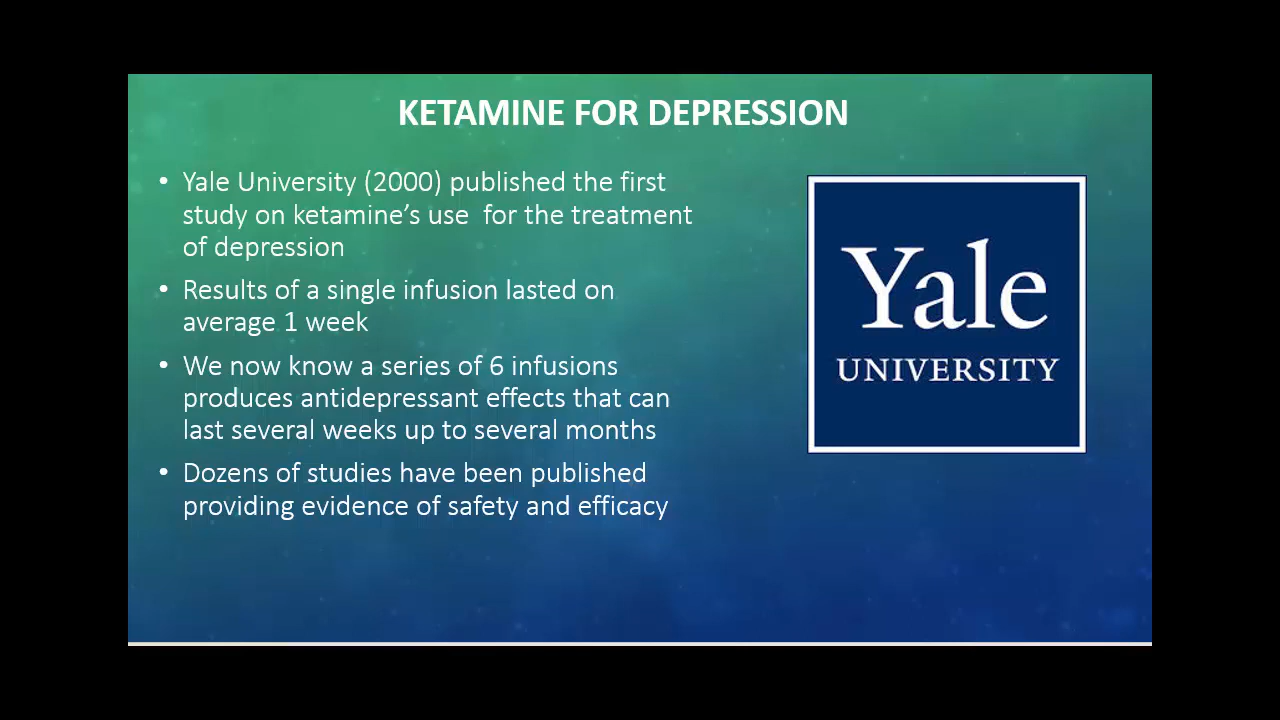 KETAMINE FOR DEPRESSION
• Yale University (2000) published the first
study on ketamine’s use  for the treatment
of depression
• Results of a single infusion lasted on
average 1 week
• We now know a series of 6 infusions
produces antidepressant effects that can
last several weeks up to several months
• Dozens of studies have been published
providing evidence of safety and efficacy
Yale
UNIVERSITY